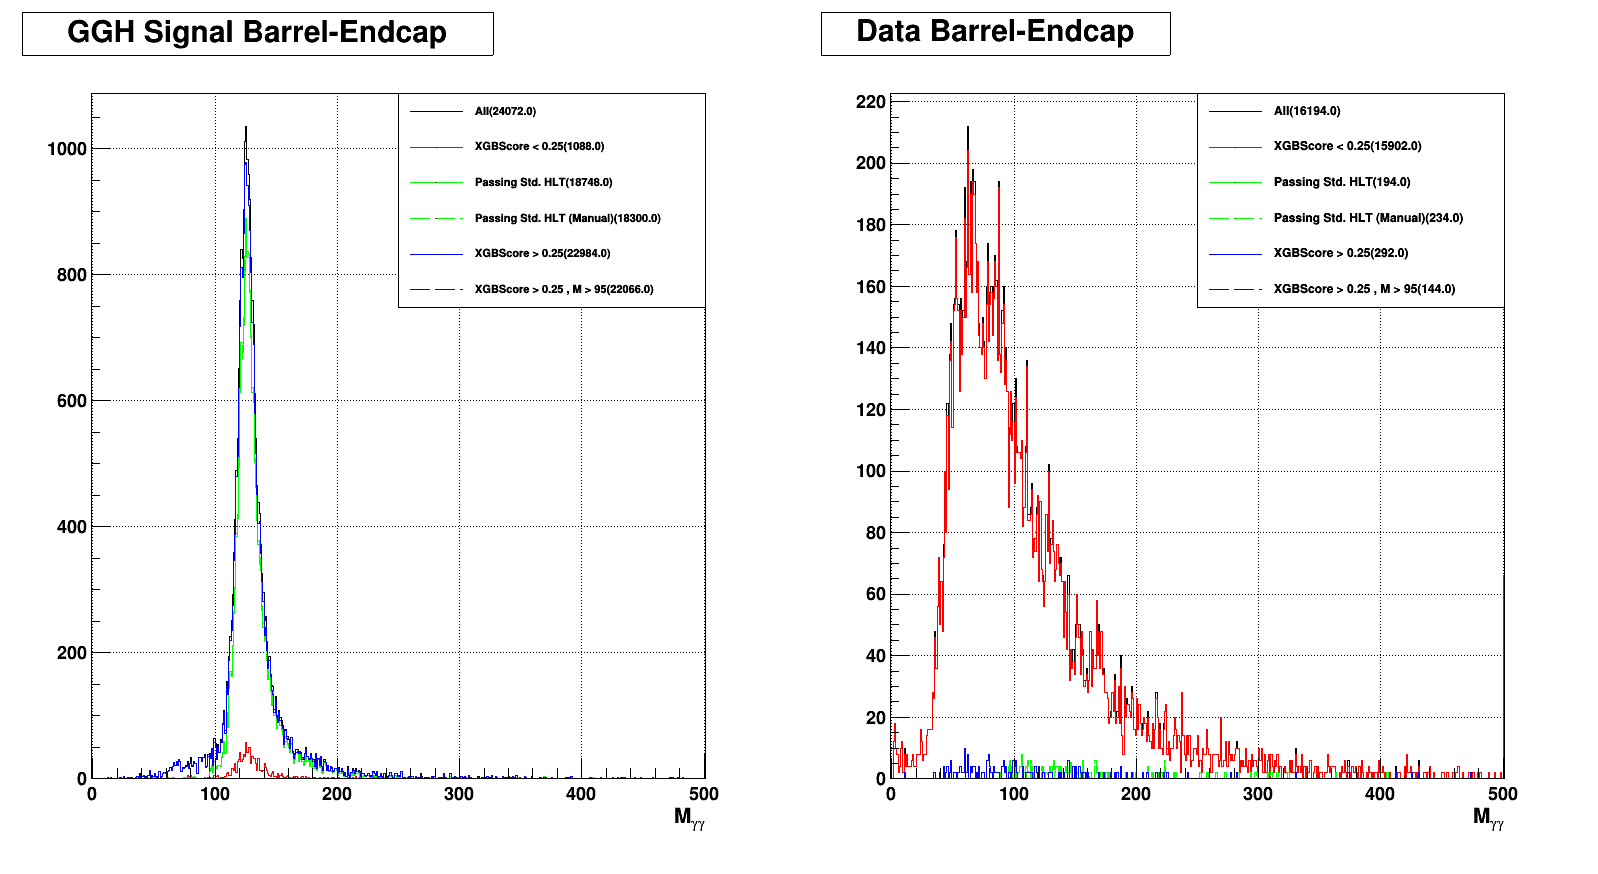 GGH Signal Barrel-Endcap
All(24072.0)
XGBScore < 0.25(1088.0)
Passing Std. HLT(18748.0)
Passing Std. HLT (Manual)(18300.0)
XGBScore > 0.25(22984.0)
XGBScore > 0.25 , M > 95(22066.0)
1000
800
600
400
200
0
0 100 200 300 400 500
Mγγ
Data Barrel-Endcap
All(16194.0)
XGBScore < 0.25(15902.0)
Passing Std. HLT(194.0)
Passing Std. HLT (Manual)(234.0)
XGBScore > 0.25(292.0)
XGBScore > 0.25 , M > 95(144.0)
220
200
180
160
140
120
100
80
60
40
20
0
0 100 200 300 400 500
Mγγ